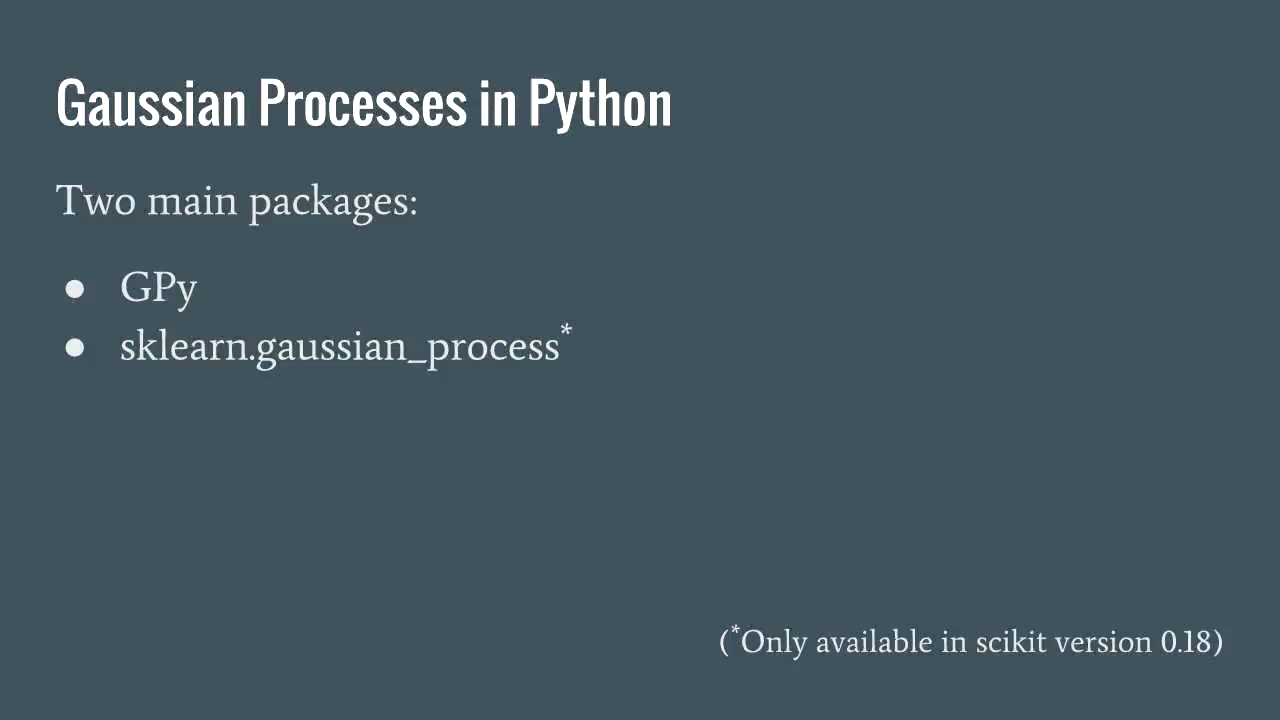 Gaussian Processes in Python
Two main packages:
● GPy
● sklearn.gaussian_process*
(*Only available in scikit version 0.18)